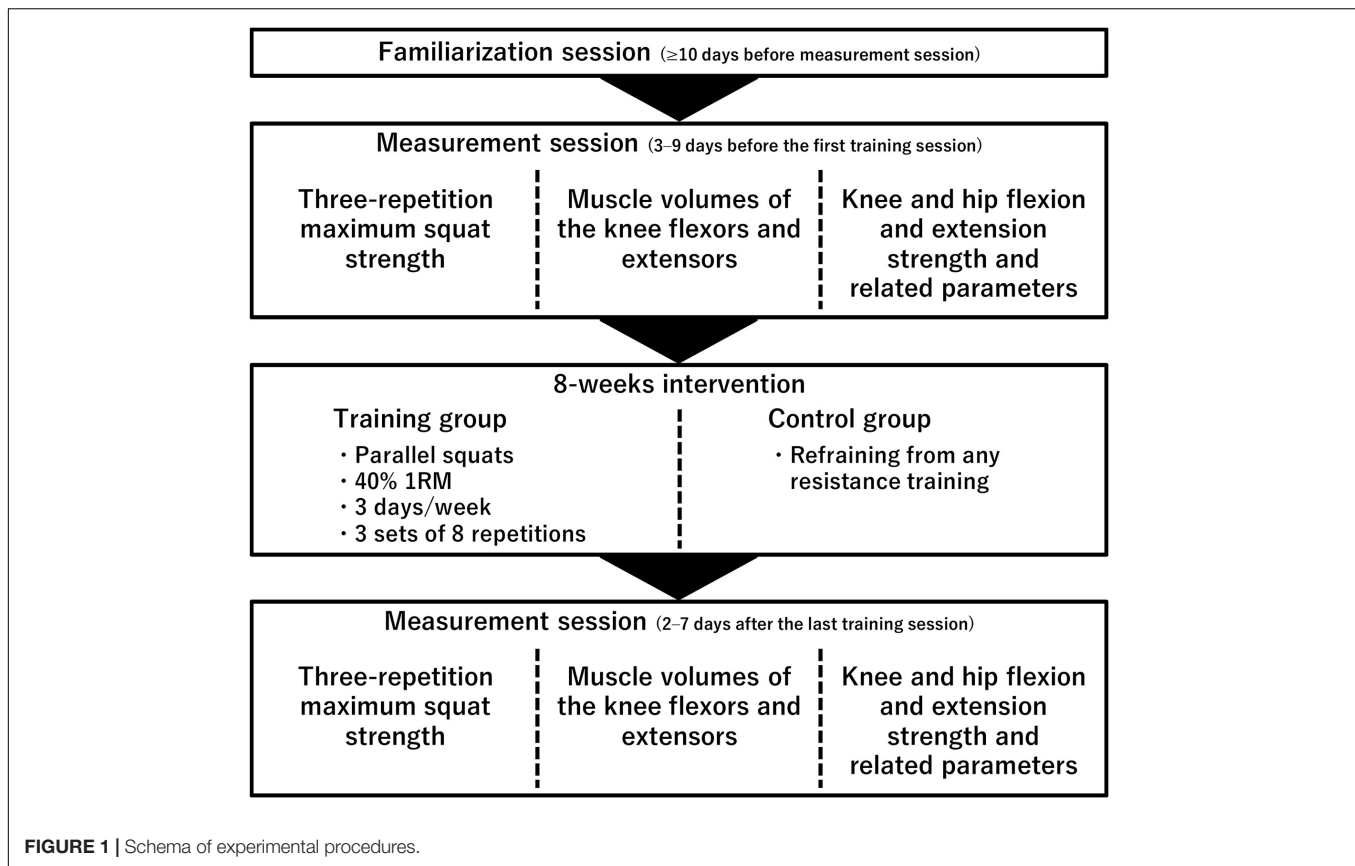 Familiarization session (≥10 days before measurement session)
Measurement session (3–9 days before the first training session)
Three-repetition
maximum squat
strength
Muscle volumes of
the knee flexors and
extensors
Knee and hip flexion
and extension
strength and
related parameters
8-weeks intervention
Training group
・Parallel squats
・40% 1RM
・3 days/week
・3 sets of 8 repetitions
Control group
・Refraining from any
resistance training
Measurement session (2–7 days after the last training session)
Three-repetition
maximum squat
strength
Muscle volumes of
the knee flexors and
extensors
Knee and hip flexion
and extension
strength and
related parameters
FIGURE 1 | Schema of experimental procedures.